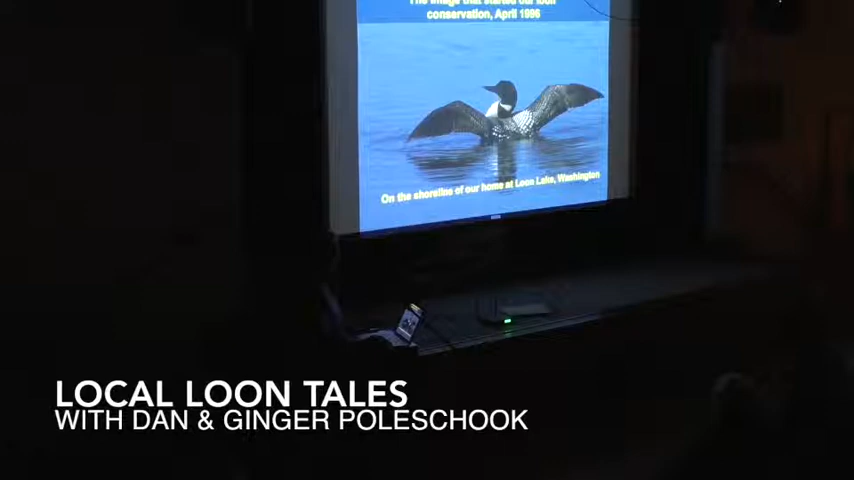 The image that started our loon
conservation, April 1996
On the shoreline of our home at Loon Lake, Washington
LOCAL LOON TALES
WITH DAN & GINGER POLESCHOOK